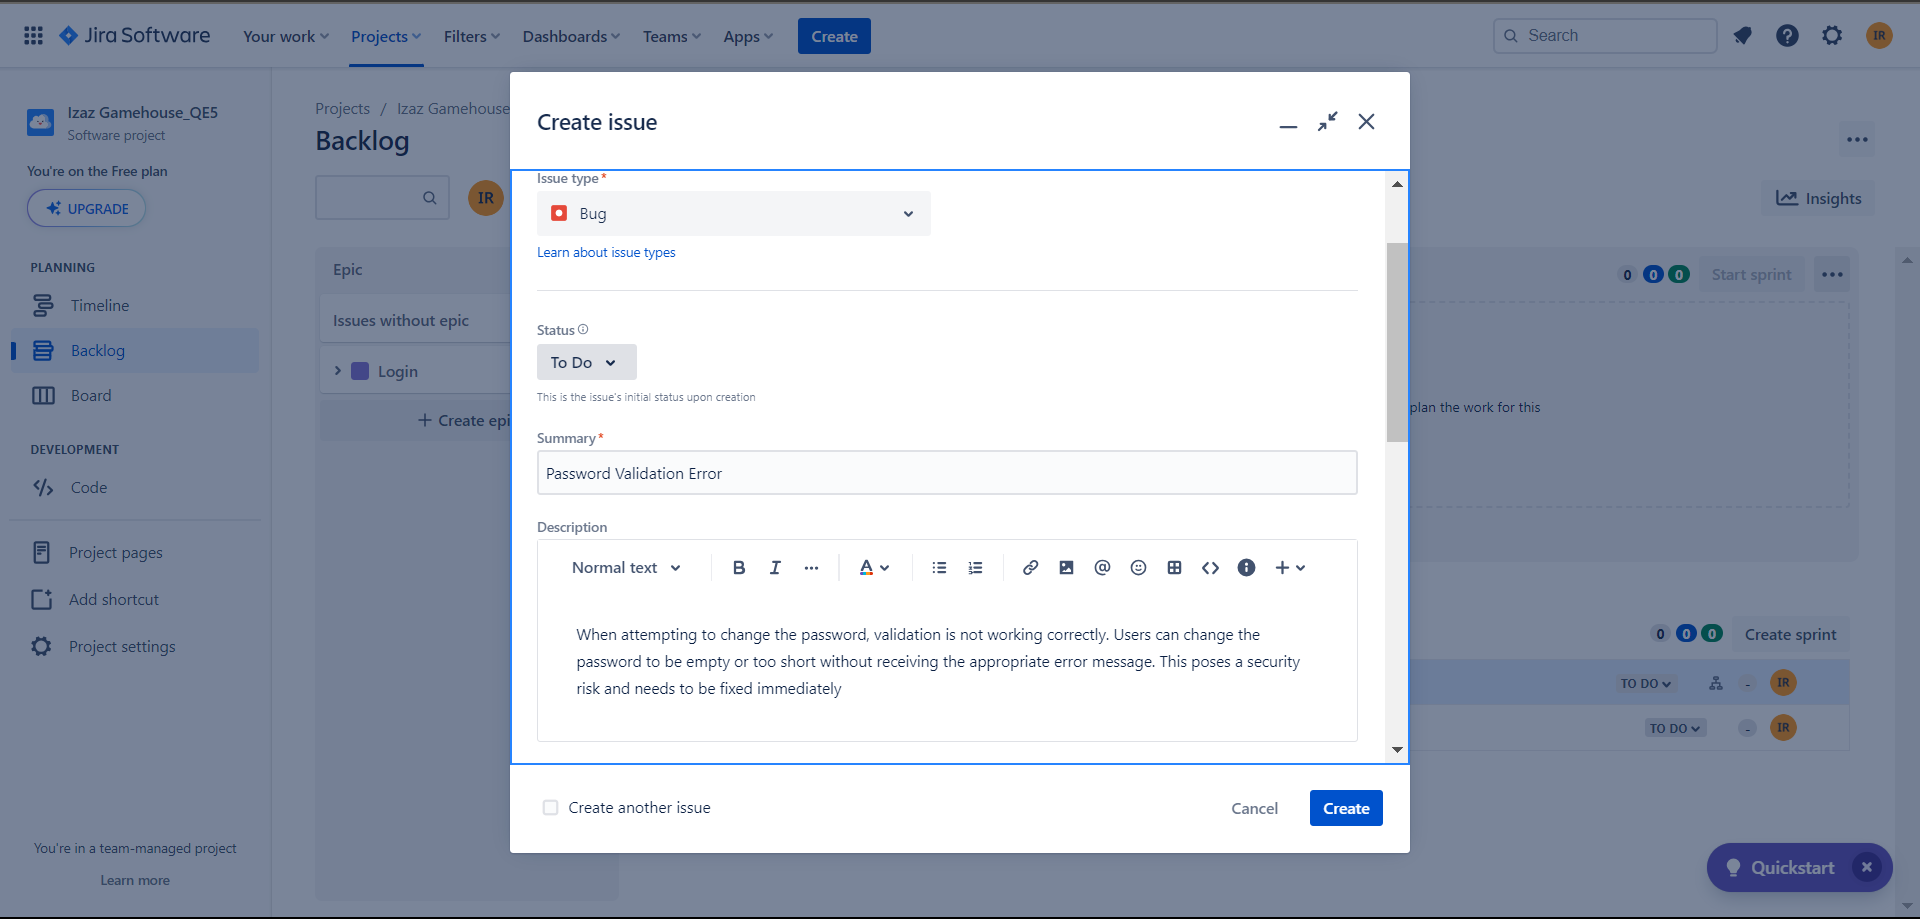 Jira Software
Your work
Projects
Filters
Dashboards
Teams
Apps
Create
Search
IR
Izaz Gamehouse_QE5
Software project
You're on the Free plan
UPGRADE
PLANNING
Timeline
Backlog
Board
DEVELOPMENT
Code
Project pages
Add shortcut
Project settings
You're in a team-managed project
Learn more
Projects / Izaz Gamehouse
Backlog
IR
Insights
Epic
Issues without epic
Login
Create epi
0 0 0 Start sprint
plan the work for this
0 0 0 Create sprint
TO DO - IR
TO DO - IR
Create issue
Issue type*
Bug
Learn about issue types
Status
To Do
This is the issue's initial status upon creation
Summary*
Password Validation Error
Description
Normal text
B I A @
When attempting to change the password, validation is not working correctly. Users can change the
password to be empty or too short without receiving the appropriate error message. This poses a security
risk and needs to be fixed immediately
Create another issue
Cancel
Create
Quickstart